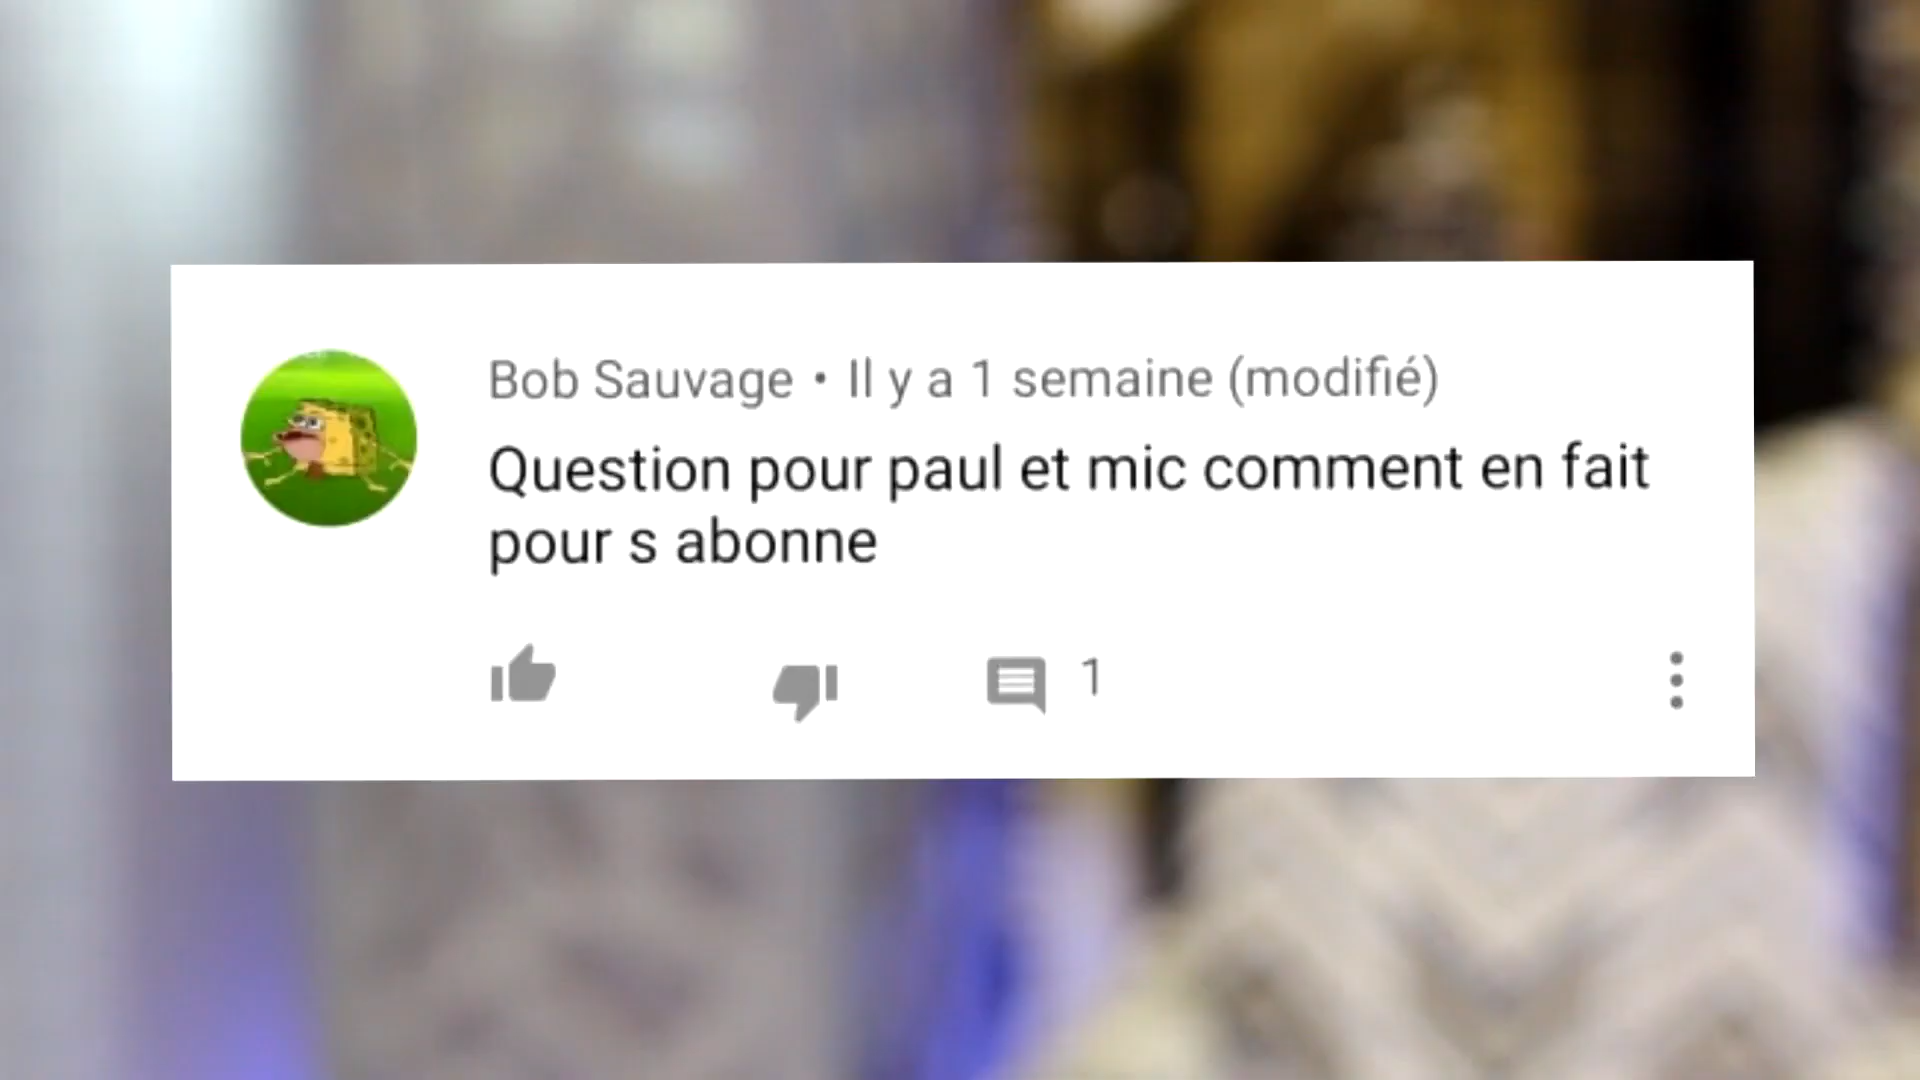 Bob Sauvage • Il y a 1 semaine (modifié)
Question pour paul et mic comment en fait
pour s abonne
1